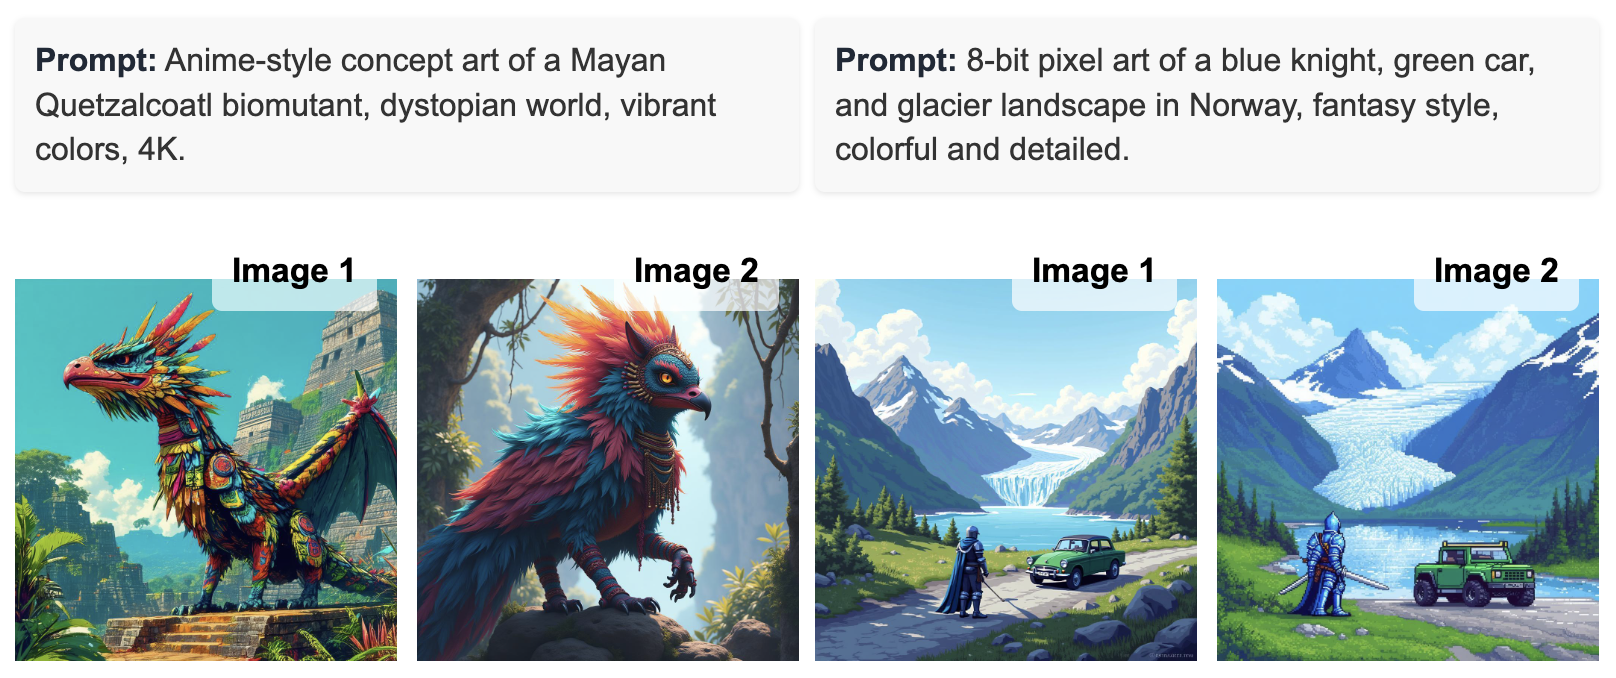 Prompt: Anime-style concept art of a Mayan
Quetzalcoatl biomutant, dystopian world, vibrant
colors, 4K.
Prompt: 8-bit pixel art of a blue knight, green car,
and glacier landscape in Norway, fantasy style,
colorful and detailed.
Image 1
Image 2
Image 1
Image 2